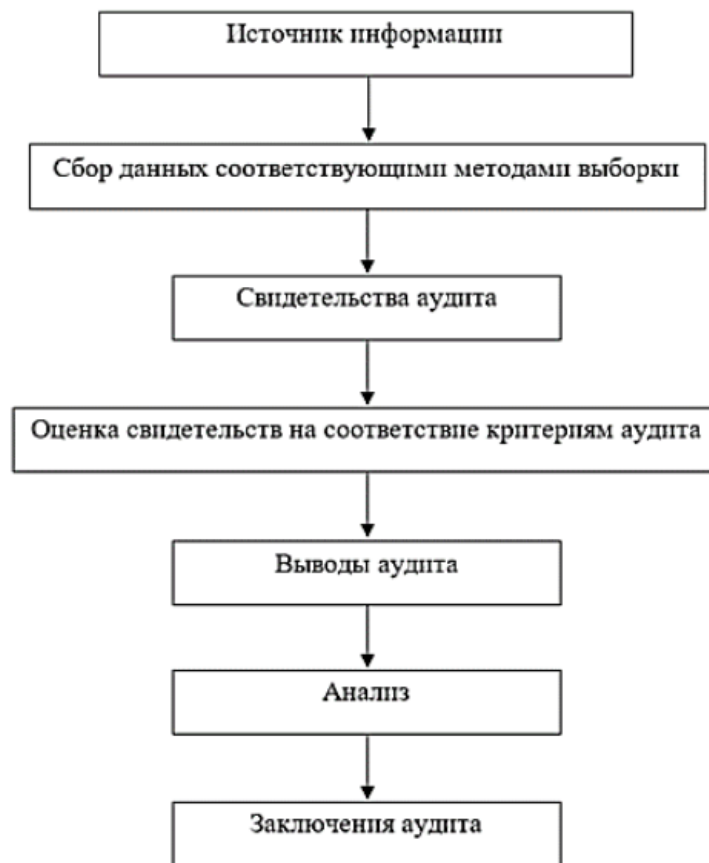 Источник информации
Сбор данных соответствующими методами выборки
Свидетельства аудита
Оценка свидетельств на соответствие критериям аудита
Выводы аудита
Анализ
Заключения аудита